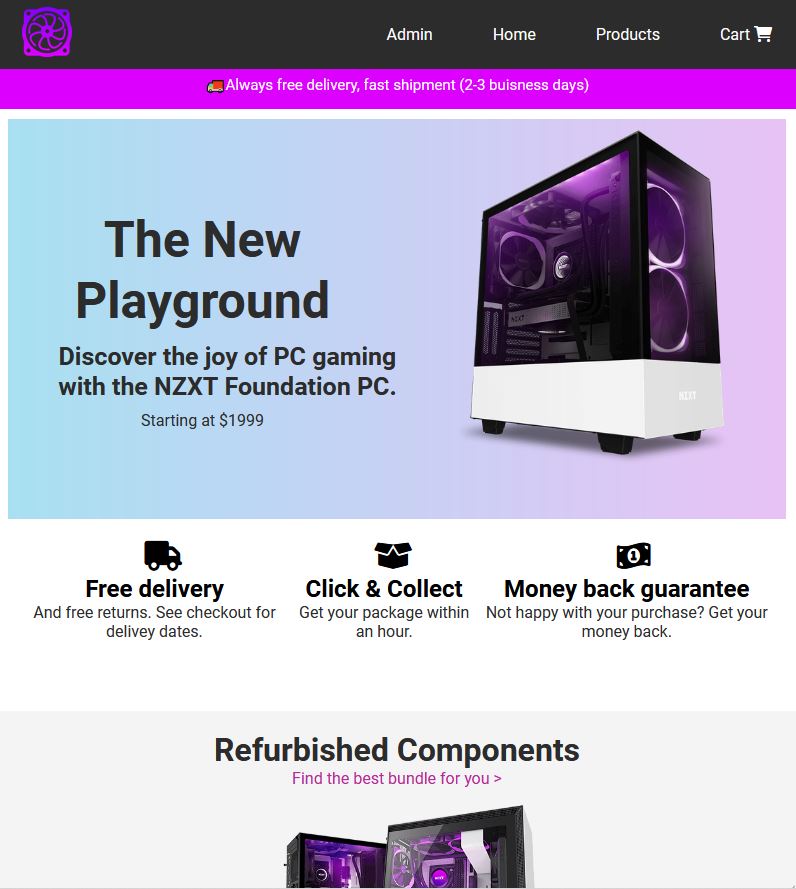 Admin Home Products Cart
Always free delivery, fast shipment (2-3 buisness days)
The New
Playground
Discover the joy of PC gaming
with the NZXT Foundation PC.
Starting at $1999
NZXT
NZXT
Free delivery
And free returns. See checkout for
delivey dates.
Click & Collect
Get your package within
an hour.
Money back guarantee
Not happy with your purchase? Get your
money back.
Refurbished Components
Find the best bundle for you >